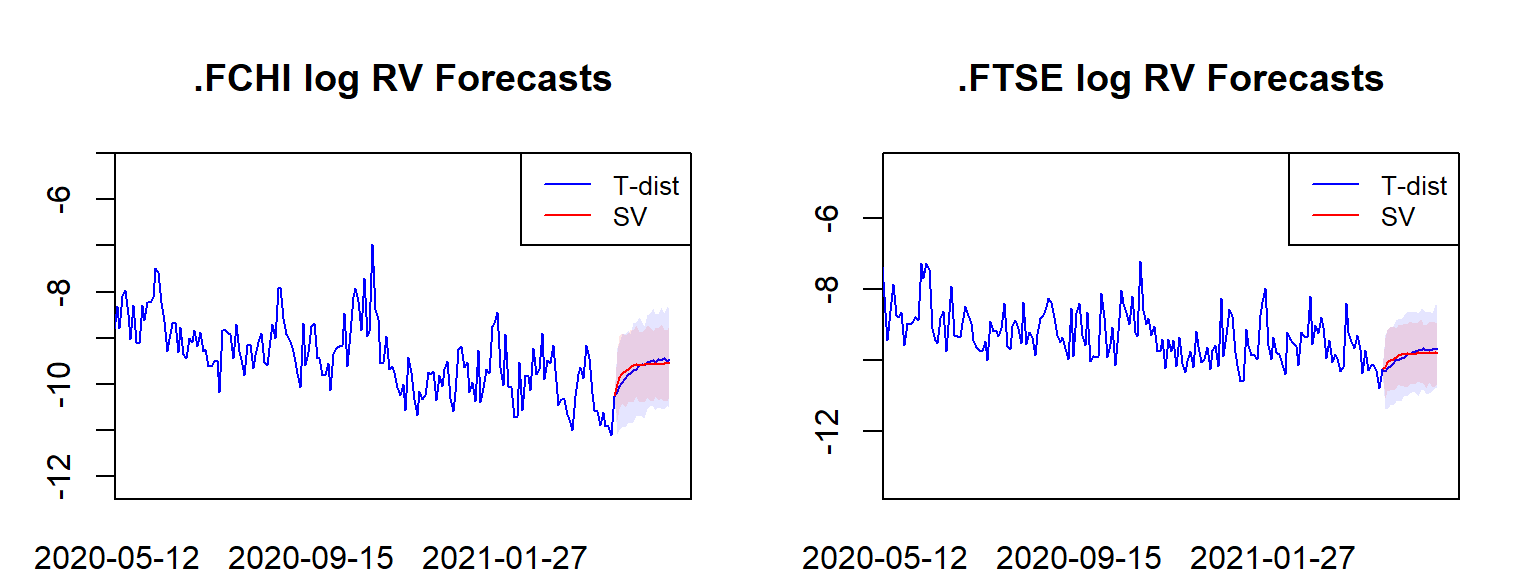 .FCHI log RV Forecasts
T-dist
SV
-6
-8
-10
-12
2020-05-12
2020-09-15
2021-01-27
.FTSE log RV Forecasts
T-dist
SV
-6
-8
-12
2020-05-12
2020-09-15
2021-01-27